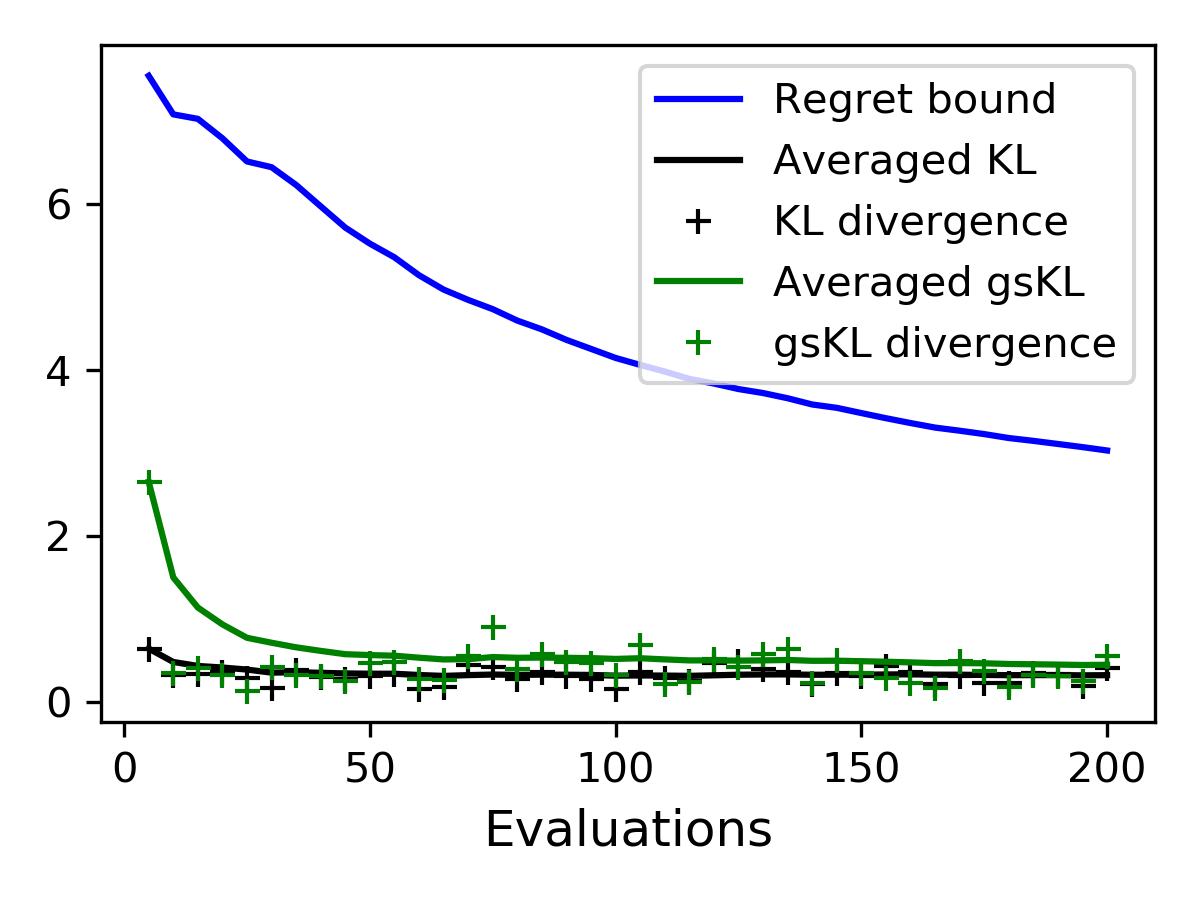 Regret bound
Averaged KL
KL divergence
Averaged gsKL
gsKL divergence
6
4
2
0
0 50 100 150 200
Evaluations